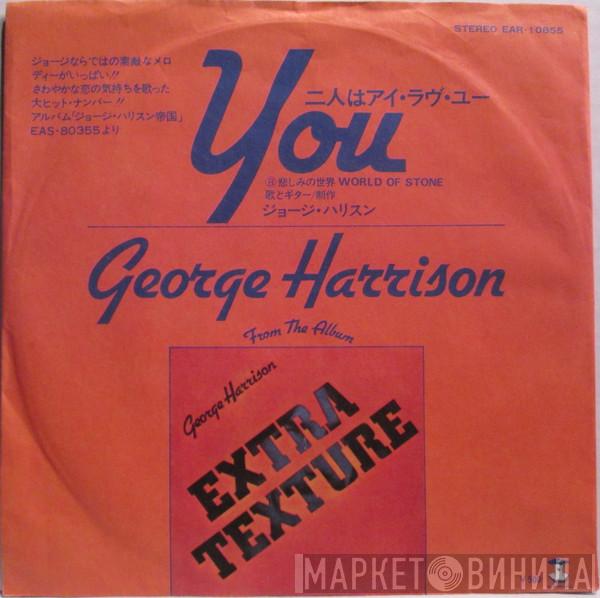 STEREO EAR-10855
ジョージならではの素敵なメロ
ディーがいっぱい!!
さわやかな恋の気持ちを歌った
大ヒット・ナンバー!!
アルバム「ジョージ・ハリスン帝国」
EAS-80355より
You
二人はアイ・ラヴ・ユー
悲しみの世界 WORLD OF STONE
歌とギター/制作
ジョージ・ハリスン
George Harrison
From The Album
George Harrison
EXTRA
TEXTURE
МАРКЕТ ВИНИЛА